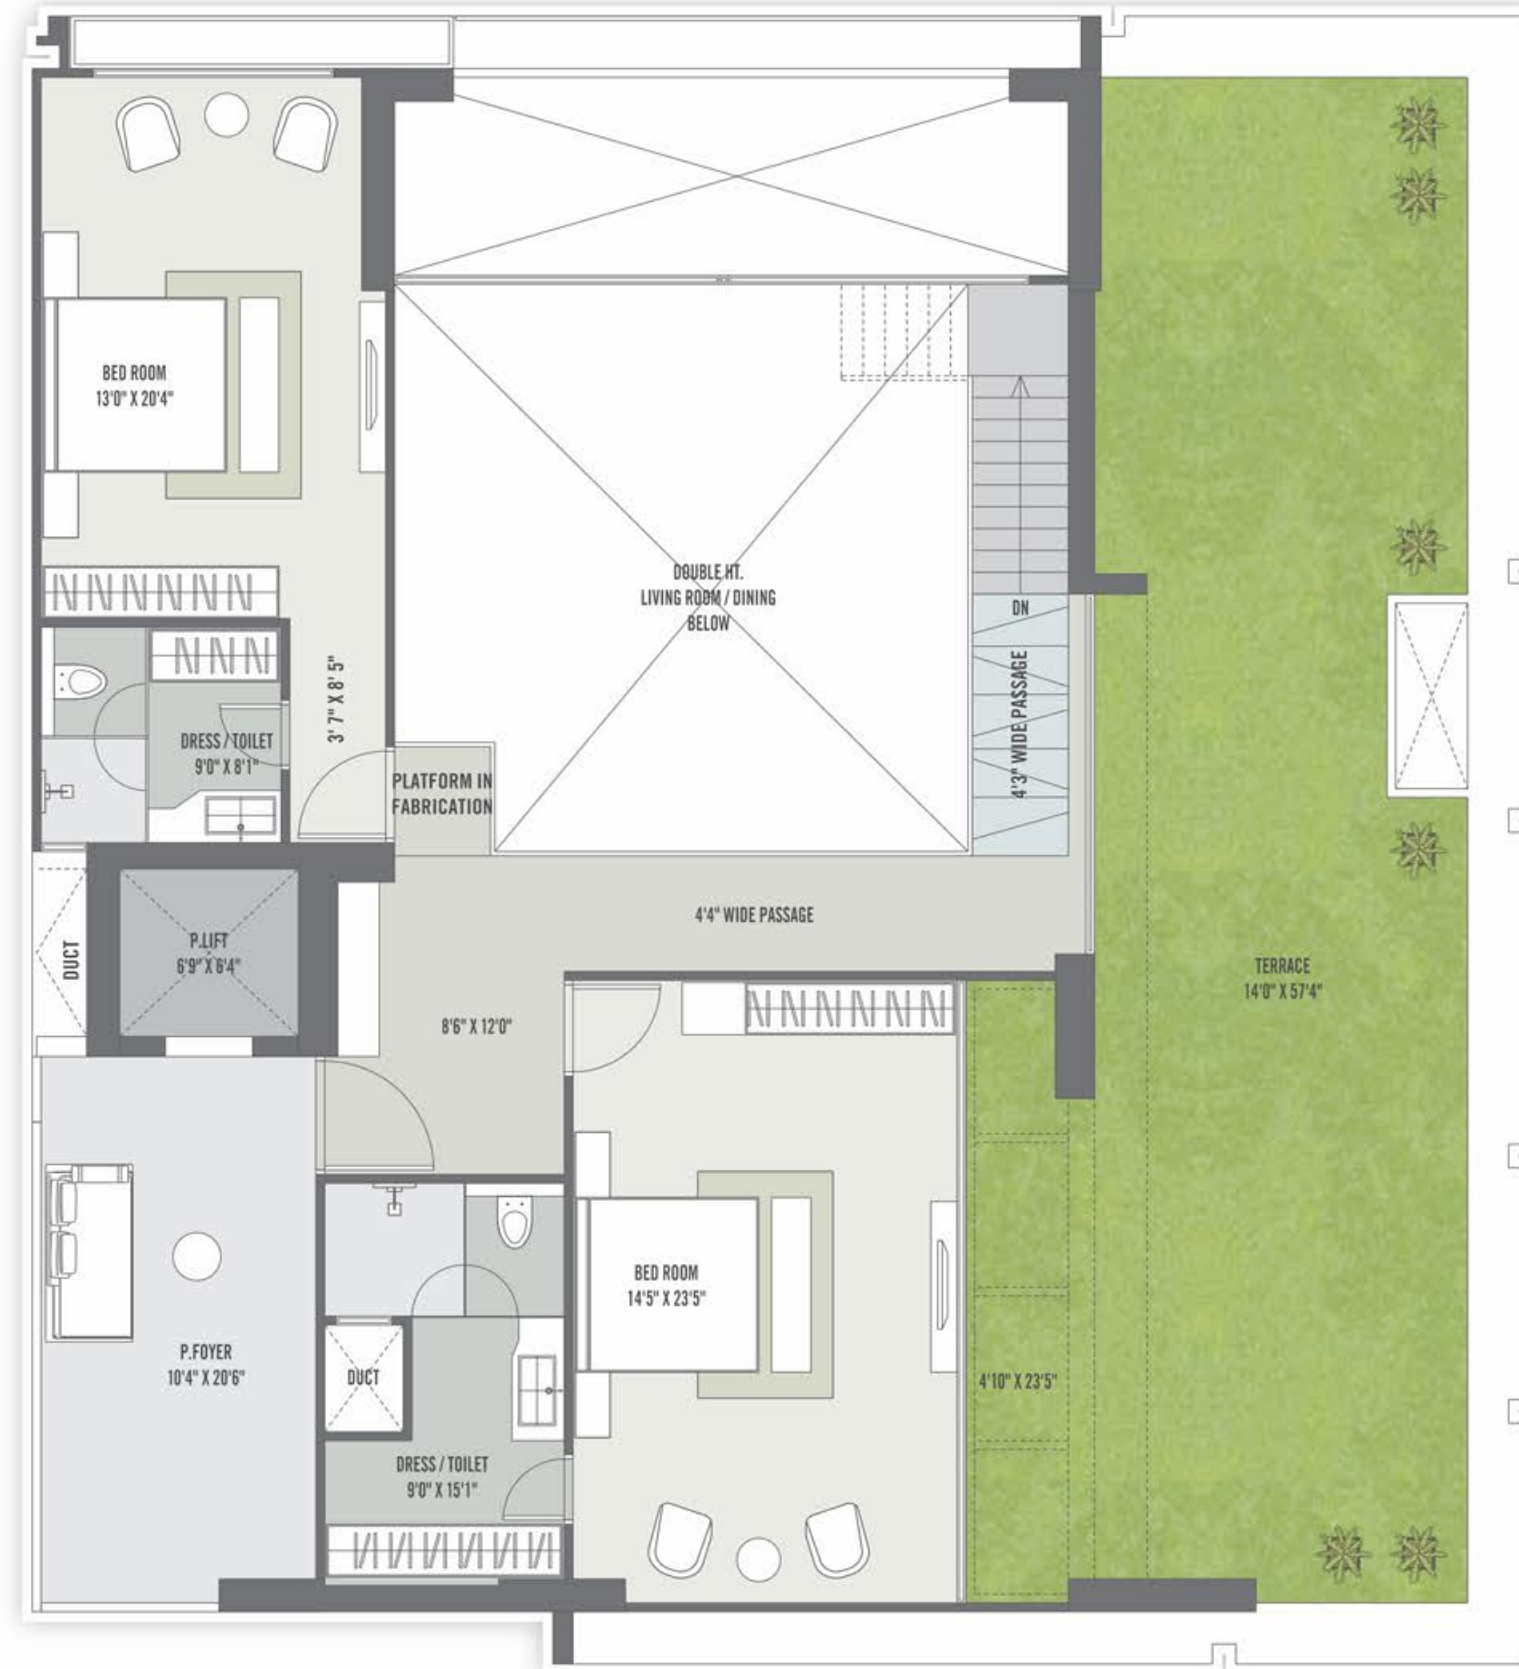 BED ROOM
13'0" X 20'4"
DOUBLE HT.
LIVING ROOM / DINING
BELOW
DN
4'3" WIDE PASSAGE
3' 7" X 8' 5"
DRESS / TOILET
9'0" X 8'1"
PLATFORM IN
FABRICATION
4'4" WIDE PASSAGE
DUCT
P.LIFT
6'9" X 6'4"
TERRACE
14'0" X 57'4"
8'6" X 12'0"
BED ROOM
14'5" X 23'5"
P.FOYER
10'4" X 20'6"
DUCT
4'10" X 23'5"
DRESS / TOILET
9'0" X 15'1"